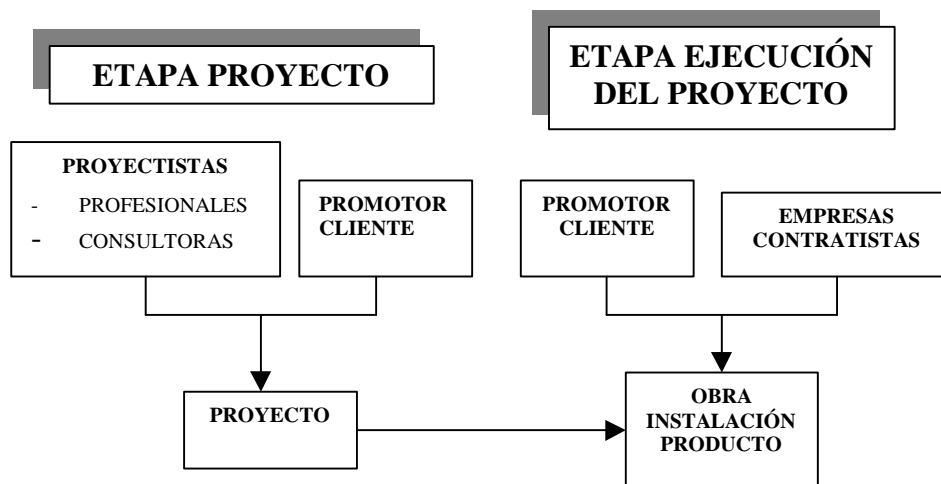 ETAPA PROYECTO
ETAPA EJECUCIÓN
DEL PROYECTO
PROYECTISTAS
- PROFESIONALES
- CONSULTORAS
PROMOTOR
CLIENTE
PROMOTOR
CLIENTE
EMPRESAS
CONTRATISTAS
PROYECTO
OBRA
INSTALACIÓN
PRODUCTO